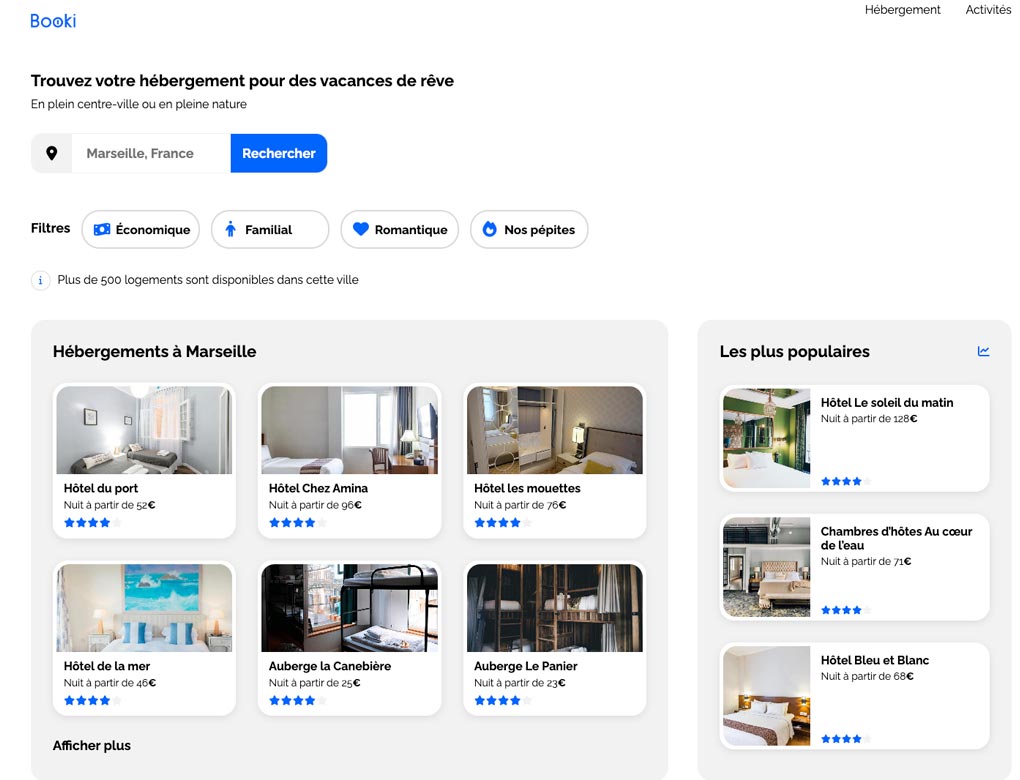 Booki
Hébergement
Activités
Trouvez votre hébergement pour des vacances de rêve
En plein centre-ville ou en pleine nature
Marseille, France
Rechercher
Filtres
Économique
Familial
Romantique
Nos pépites
Plus de 500 logements sont disponibles dans cette ville
Hébergements à Marseille
Hôtel du port
Nuit à partir de 52€
Hôtel Chez Amina
Nuit à partir de 96€
Hôtel les mouettes
Nuit à partir de 76€
Hôtel de la mer
Nuit à partir de 46€
Auberge la Canebière
Nuit à partir de 25€
Auberge Le Panier
Nuit à partir de 23€
Afficher plus
Les plus populaires
Hôtel Le soleil du matin
Nuit à partir de 128€
Chambres d'hôtes Au cœur
de l'eau
Nuit à partir de 71€
Hôtel Bleu et Blanc
Nuit à partir de 68€